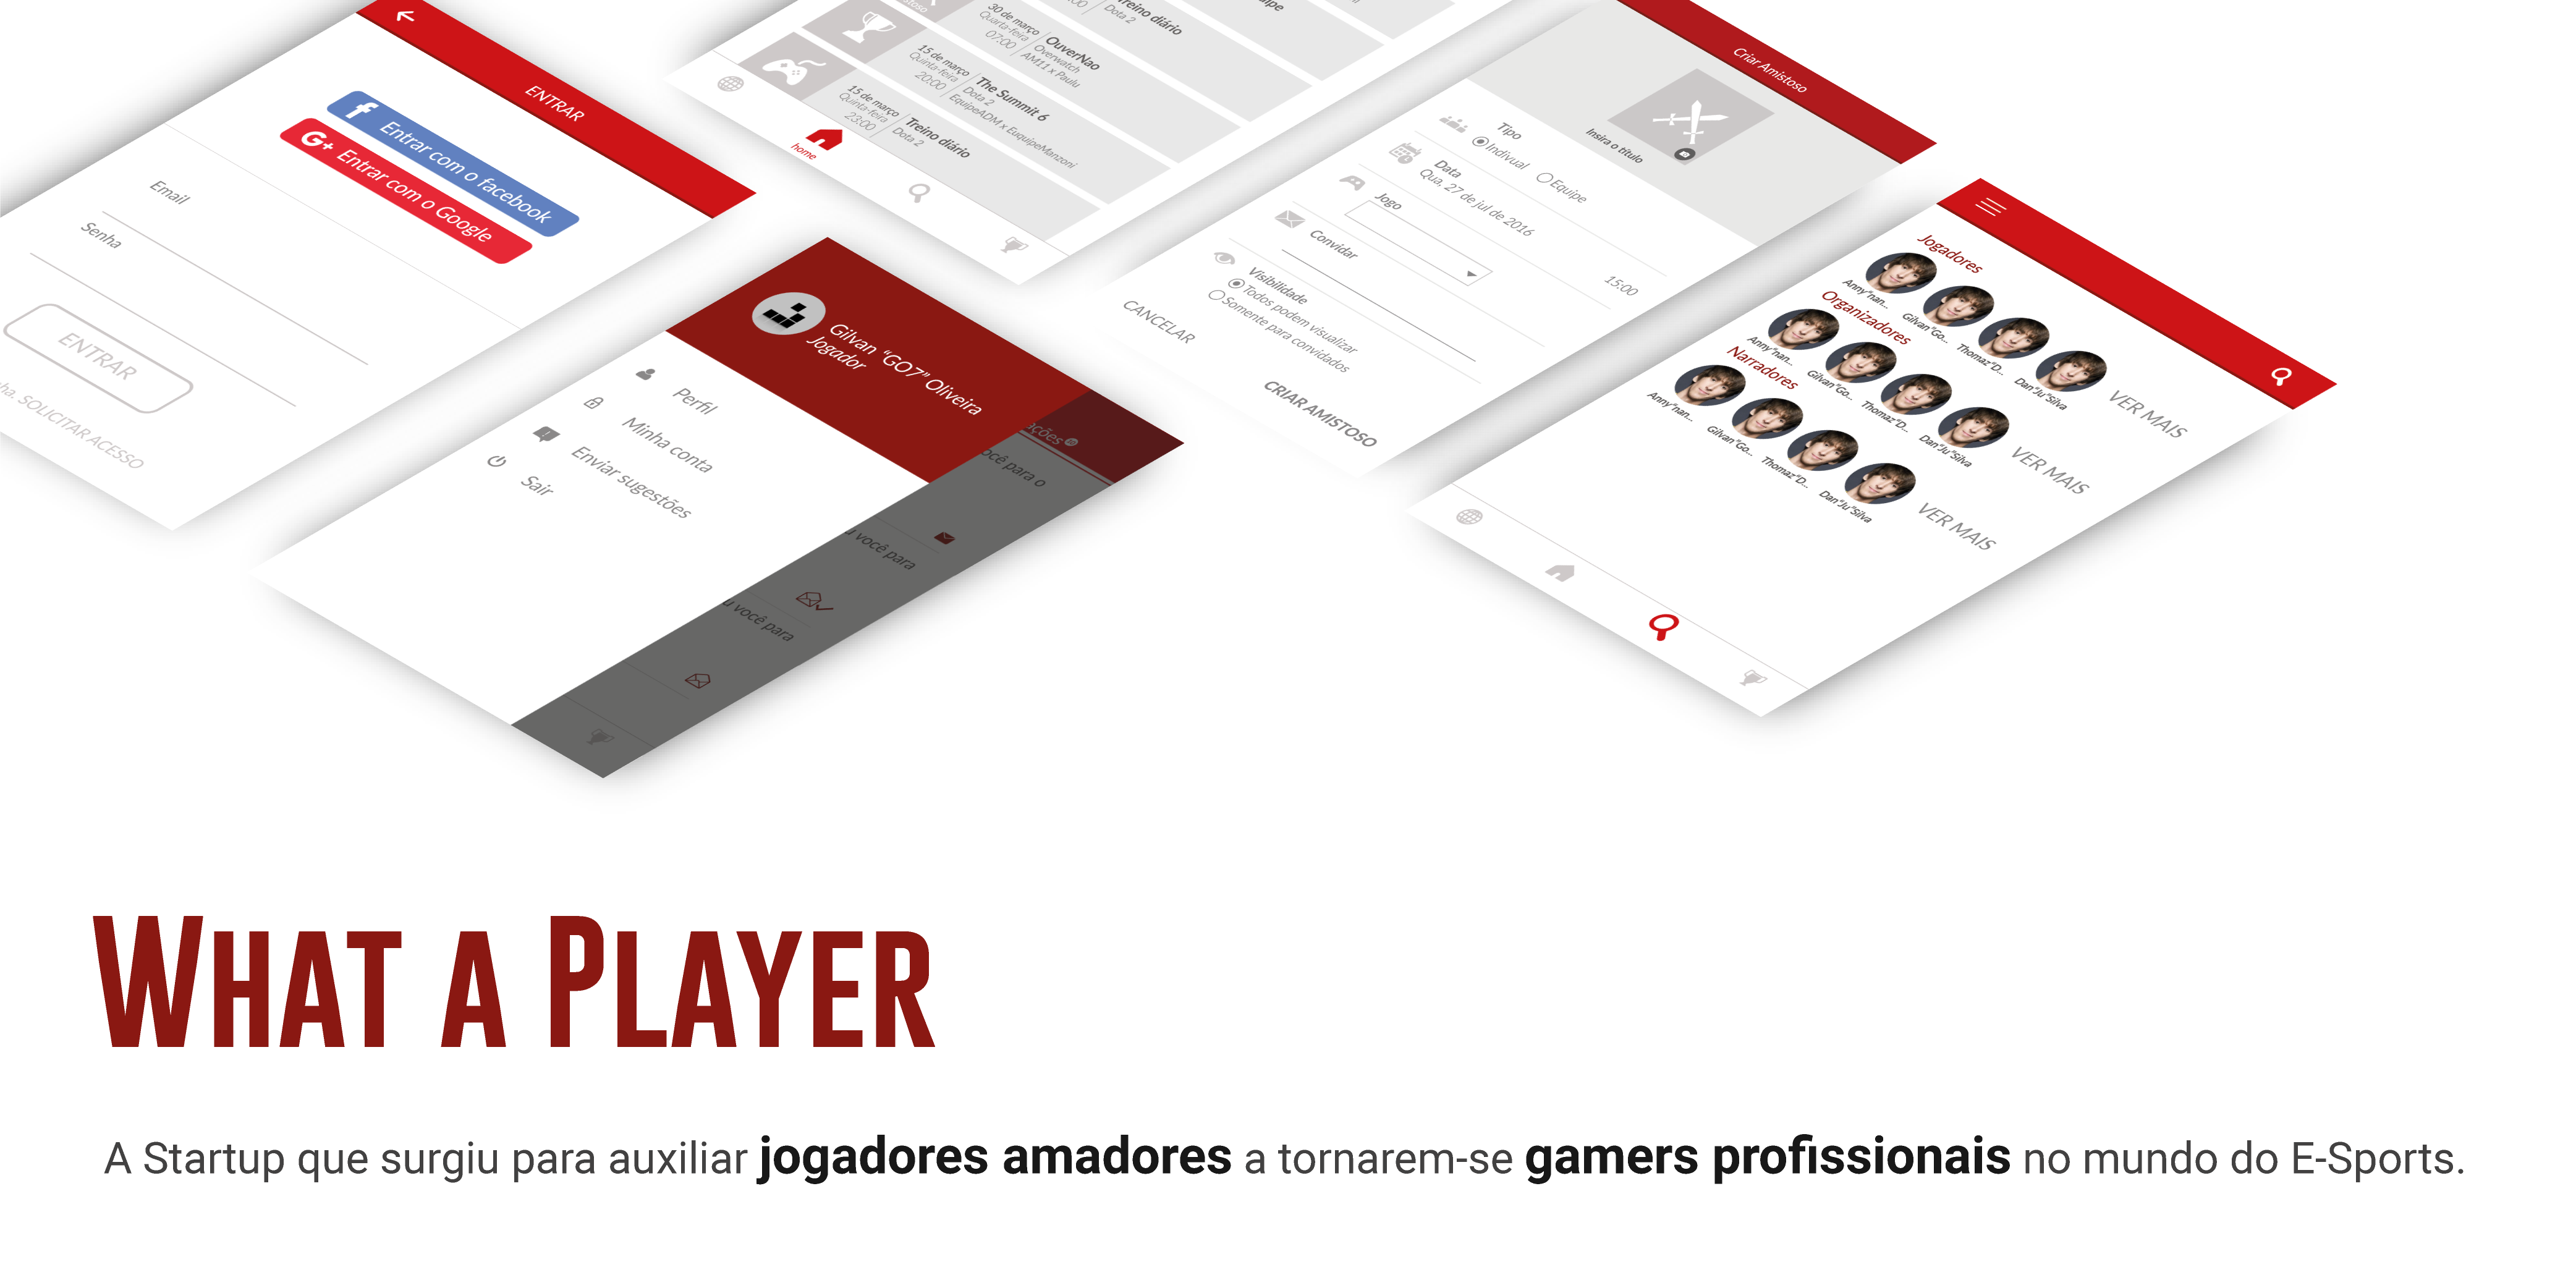 ENTRAR
Entrar com o facebook
G+ Entrar com o Google
Email
Senha
ENTRAR
SOLICITAR ACESSO
Treino diário
Dota 2
30 de março
Quarta-feira
07:00
OuverNao
Overwatch
AM11 x Paulu
15 de março
Quinta-feira
20:00
The Summit 6
Dota 2
EquipeADM x EuquipeManzoni
15 de março
Quinta-feira
23:00
Treino diário
Dota 2
home
Gilvan "GO7" Oliveira
Jogador
Perfil
Minha conta
Enviar sugestões
Sair
ações
ocê para o
u você para
u você para
Criar Amistoso
Insira o título
Tipo
Indivual
Equipe
Data
Qua, 27 de jul de 2016
15:00
Jogo
Convidar
Visibilidade
Todos podem visualizar
Somente para convidados
CANCELAR
CRIAR AMISTOSO
Jogadores
Anny"nan...
Gilvan"Go...
Thomaz"D...
Dan"Ju"Silva
VER MAIS
Organizadores
Anny"nan...
Gilvan"Go...
Thomaz"D...
Dan"Ju"Silva
VER MAIS
Narradores
Anny"nan...
Gilvan"Go...
Thomaz"D...
Dan"Ju"Silva
VER MAIS
WHAT A PLAYER
A Startup que surgiu para auxiliar jogadores amadores a tornarem-se gamers profissionais no mundo do E-Sports.